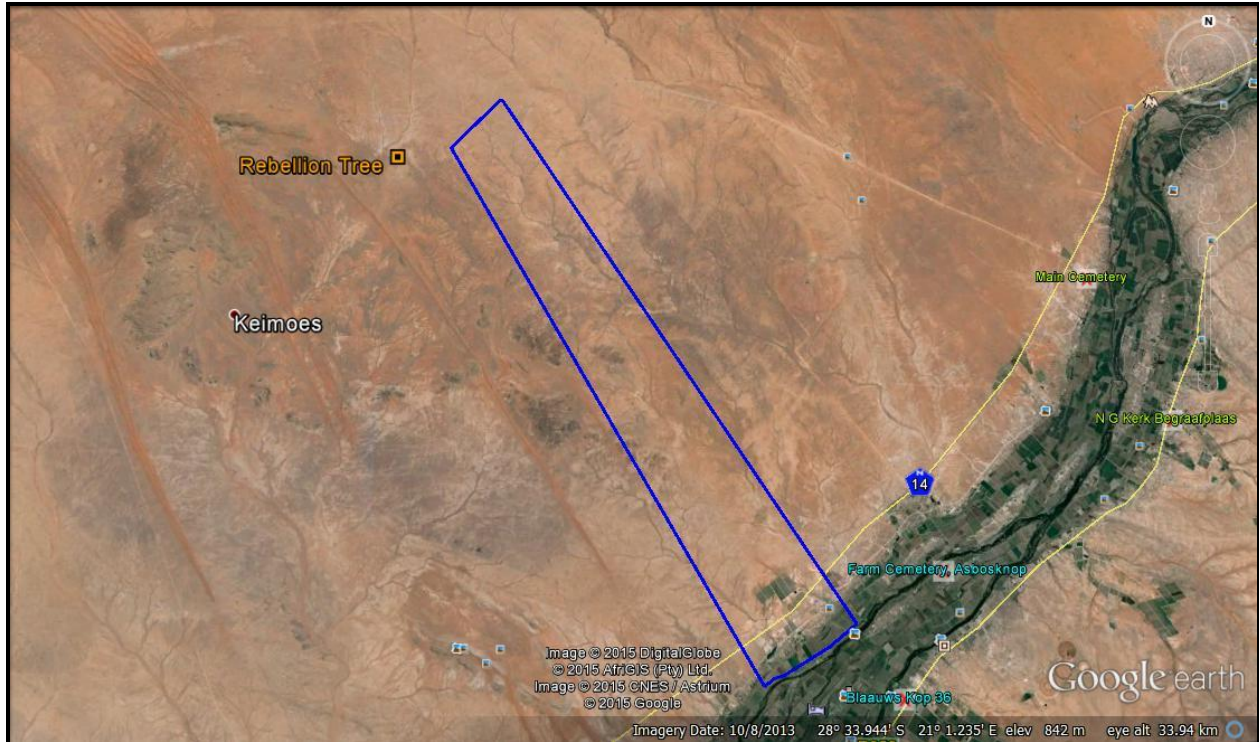 N
Rebellion Tree
Main Cemetery
Keimoes
N G Kerk Begraafplaas
14
Farm Cemetery, Asbosknop
Image © 2015 DigitalGlobe
© 2015 AfriGIS (Pty) Ltd.
Image © 2015 CNES / Astrium
© 2015 Google
Blaauws Kop 36
Google earth
Imagery Date: 10/8/2013 28° 33.944' S 21° 1.235' E elev 842 m eye alt 33.94 km